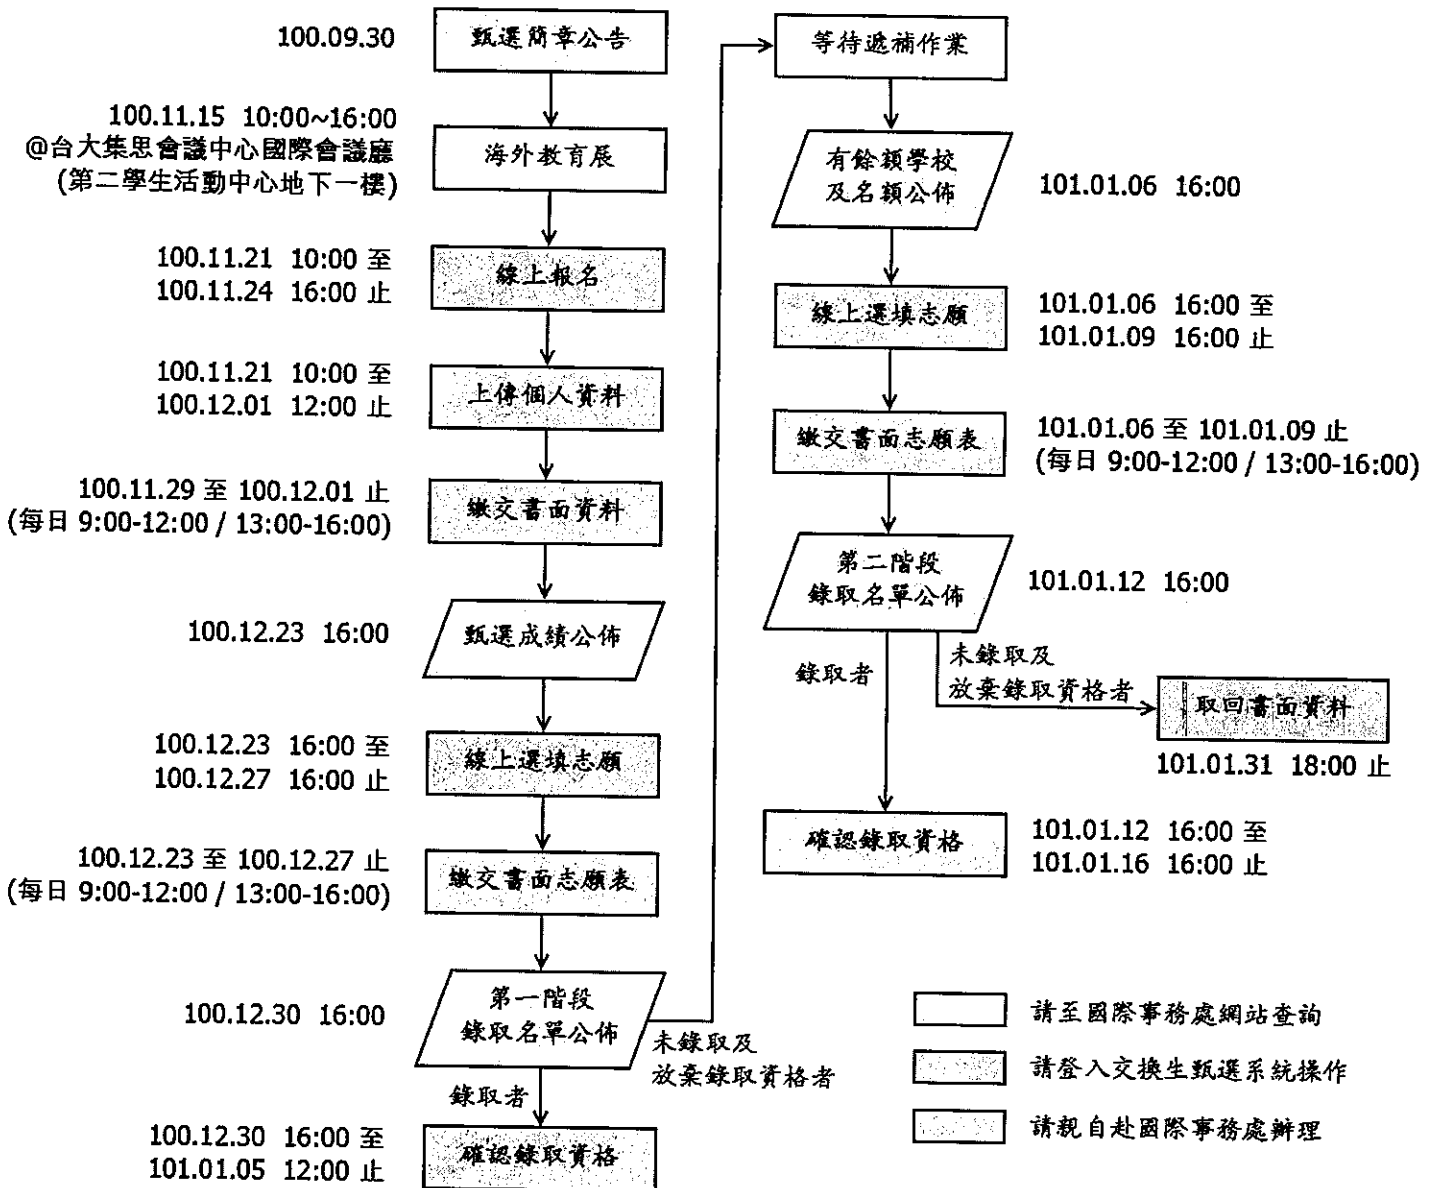 100.09.30
甄選簡章公告
100.11.15 10:00~16:00
@台大集思會議中心國際會議廳
(第二學生活動中心地下一樓)
海外教育展
100.11.21 10:00 至
100.11.24 16:00 止
線上報名
100.11.21 10:00 至
100.12.01 12:00 止
上傳個人資料
100.11.29 至 100.12.01 止
(每日 9:00-12:00 / 13:00-16:00)
繳交書面資料
100.12.23 16:00
甄選成績公佈
100.12.23 16:00 至
100.12.27 16:00 止
線上選填志願
100.12.23 至 100.12.27 止
(每日 9:00-12:00 / 13:00-16:00)
繳交書面志願表
100.12.30 16:00
第一階段
錄取名單公佈
未錄取及
放棄錄取資格者
錄取者
100.12.30 16:00 至
101.01.05 12:00 止
確認錄取資格
等待遞補作業
有餘額學校
及名額公佈
101.01.06 16:00
線上選填志願
101.01.06 16:00 至
101.01.09 16:00 止
繳交書面志願表
101.01.06 至 101.01.09 止
(每日 9:00-12:00 / 13:00-16:00)
第二階段
錄取名單公佈
101.01.12 16:00
錄取者
未錄取及
放棄錄取資格者
取回書面資料
101.01.31 18:00 止
確認錄取資格
101.01.12 16:00 至
101.01.16 16:00 止
請至國際事務處網站查詢
請登入交換生甄選系統操作
請親自赴國際事務處辦理